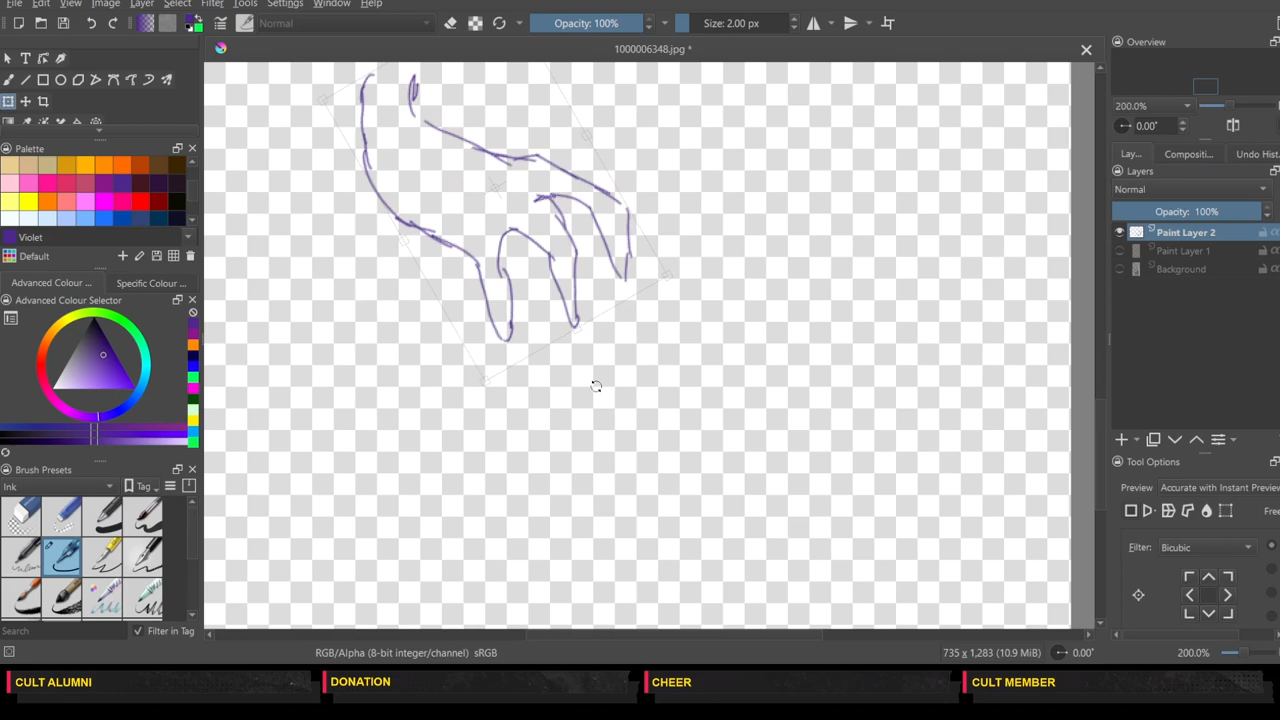 File Edit View Image Layer Select Filter Tools Settings Window Help
Normal
Opacity: 100%
Size: 2.00 px
1000006348.jpg *
Overview
200.0%
0.00°
Palette
Lay... Compositi... Undo Hist
Layers
Normal
Opacity: 100%
Paint Layer 2
Paint Layer 1
Background
Violet
Default
Advanced Colour ... Specific Colour ...
Advanced Colour Selector
Tool Options
Preview Accurate with Instant Preview
Free
Filter: Bicubic
Brush Presets
Ink
Tag
Search
Filter in Tag
RGB/Alpha (8-bit integer/channel) sRGB
735 x 1,283 (10.9 MiB)
0.00°
200.0%
CULT ALUMNI
DONATION
CHEER
CULT MEMBER